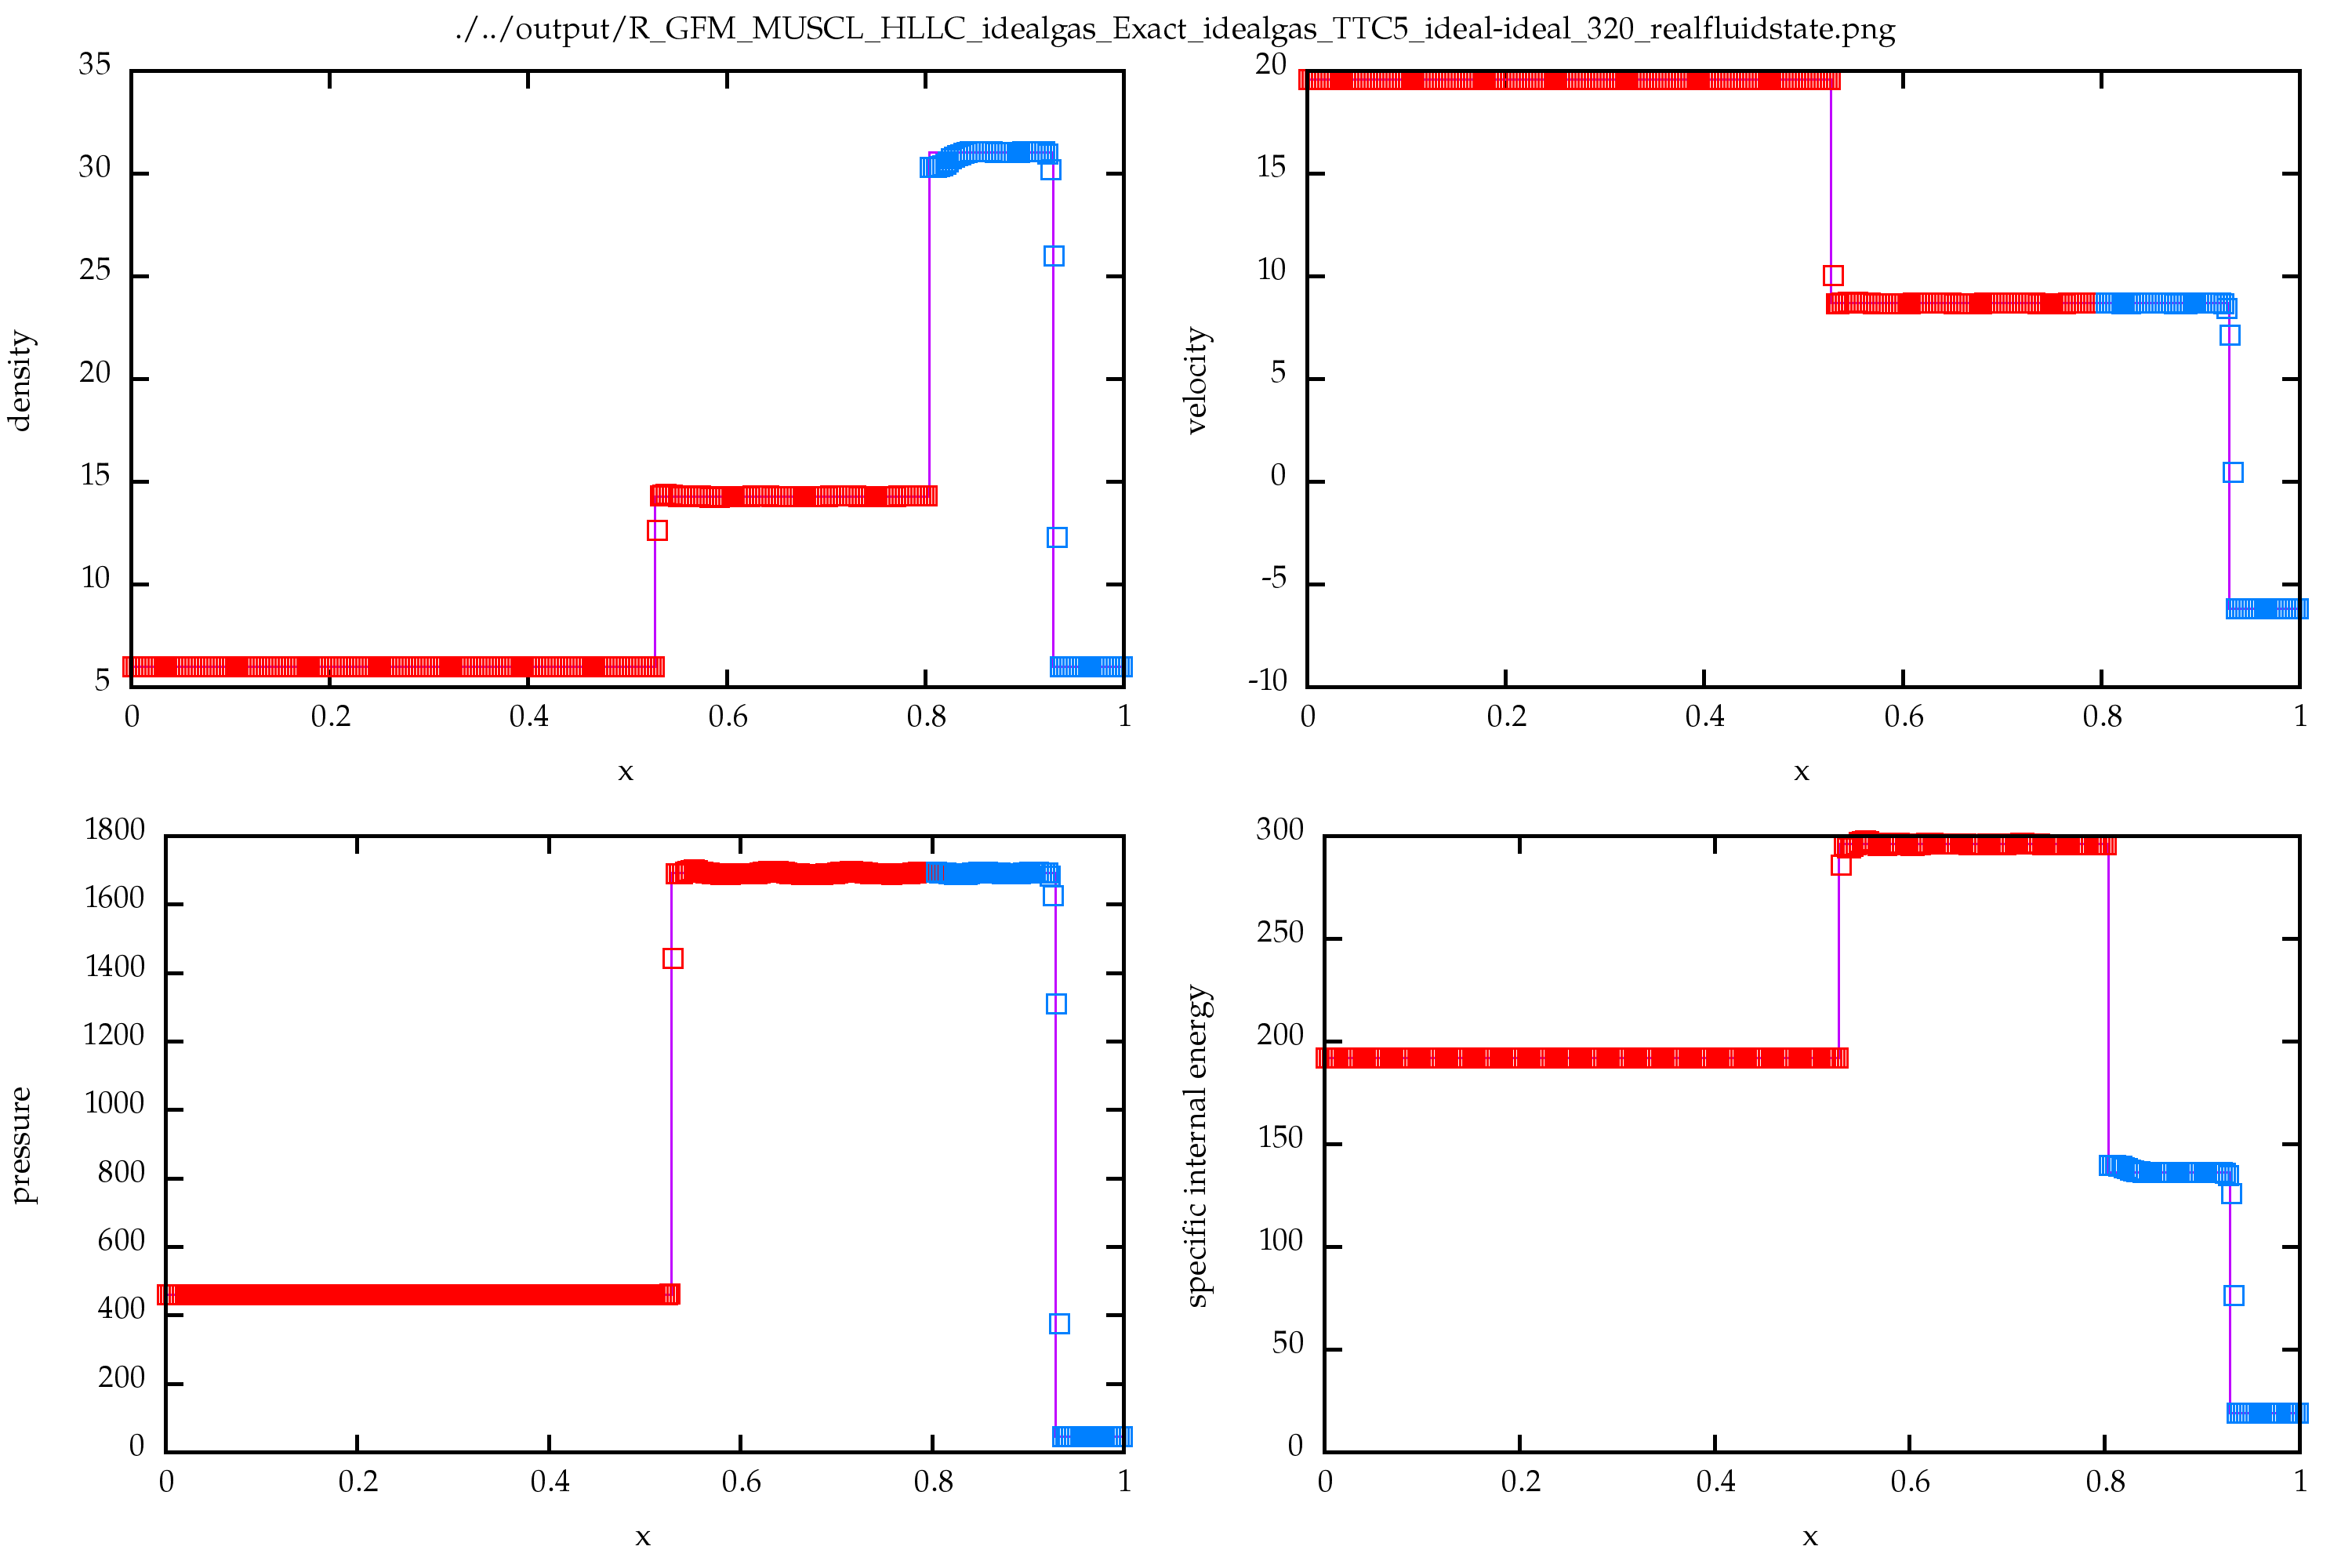 ./../output/R_GFM_MUSCL_HLLC_idealgas_Exact_idealgas_TTC5_ideal-ideal_320_realfluidstate.png
35
30
25
20
15
10
5
density
0 0.2 0.4 0.6 0.8 1
x
20
15
10
5
0
-5
-10
velocity
0 0.2 0.4 0.6 0.8 1
x
1800
1600
1400
1200
1000
800
600
400
200
0
pressure
0 0.2 0.4 0.6 0.8 1
x
300
250
200
150
100
50
0
specific internal energy
0 0.2 0.4 0.6 0.8 1
x